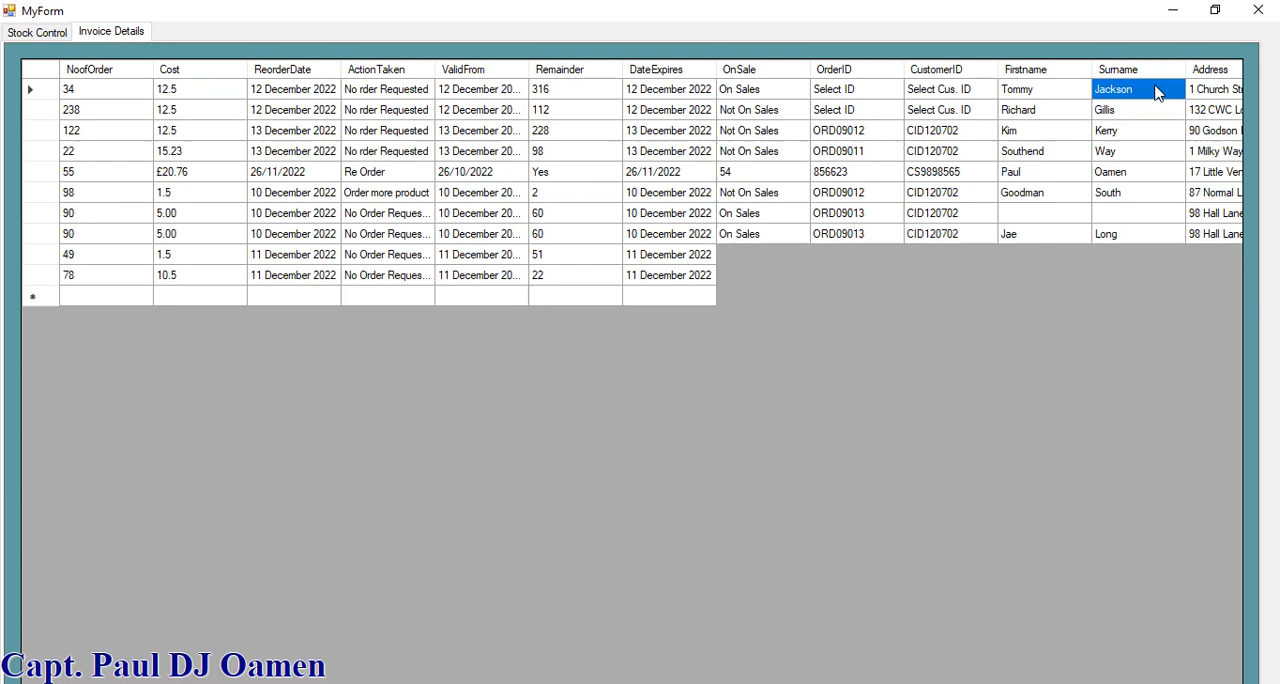 MyForm
Stock Control Invoice Details
NoofOrder Cost ReorderDate ActionTaken ValidFrom Remainder DateExpires OnSale OrderID CustomerID Firstname Surname Address
34 12.5 12 December 2022 No rder Requested 12 December 20... 316 12 December 2022 On Sales Select ID Select Cus. ID Tommy Jackson 1 Church St
238 12.5 12 December 2022 No rder Requested 12 December 20... 112 12 December 2022 Not On Sales Select ID Select Cus. ID Richard Gillis 132 CWC Lo
122 12.5 13 December 2022 No rder Requested 13 December 20... 228 13 December 2022 Not On Sales ORD09012 CID120702 Kim Kerry 90 Godson
22 15.23 13 December 2022 No rder Requested 13 December 20... 98 13 December 2022 Not On Sales ORD09011 CID120702 Southend Way 1 Milky Way
55 £20.76 26/11/2022 Re Order 26/10/2022 Yes 26/11/2022 54 856623 CS9898565 Paul Oamen 17 Little Ven
98 1.5 10 December 2022 Order more product 10 December 20... 2 10 December 2022 Not On Sales ORD09012 CID120702 Goodman South 87 Normal L
90 5.00 10 December 2022 No Order Reques... 10 December 20... 60 10 December 2022 On Sales ORD09013 CID120702 98 Hall Lane
90 5.00 10 December 2022 No Order Reques... 10 December 20... 60 10 December 2022 On Sales ORD09013 CID120702 Jae Long 98 Hall Lane
49 1.5 11 December 2022 No Order Reques... 11 December 20... 51 11 December 2022
78 10.5 11 December 2022 No Order Reques... 11 December 20... 22 11 December 2022
Capt. Paul DJ Oamen